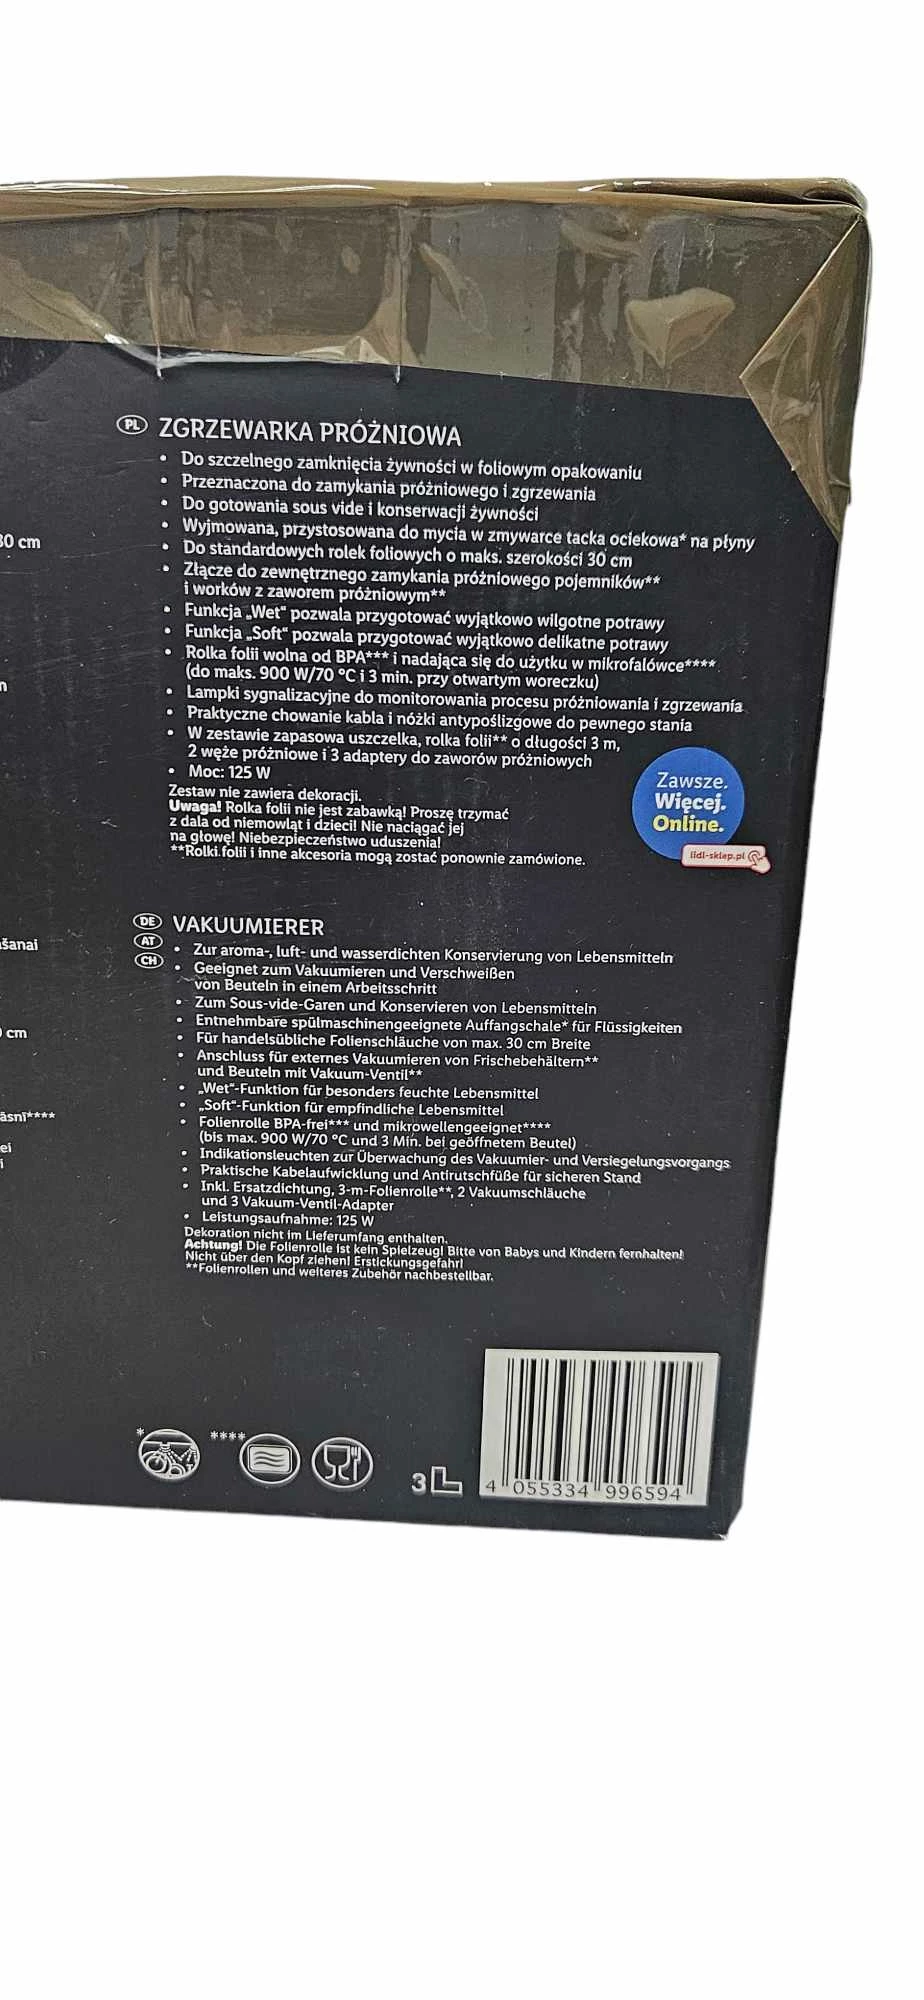 30 cm
āšanai
cm
āsnī****
ei
PL ZGRZEWARKA PRÓŻNIOWA
• Do szczelnego zamknięcia żywności w foliowym opakowaniu
• Przeznaczona do zamykania próżniowego i zgrzewania
• Do gotowania sous vide i konserwacji żywności
• Wyjmowana, przystosowana do mycia w zmywarce tacka ociekowa* na płyny
• Do standardowych rolek foliowych o maks. szerokości 30 cm
• Złącze do zewnętrznego zamykania próżniowego pojemników**
i worków z zaworem próżniowym**
• Funkcja „Wet“ pozwala przygotować wyjątkowo wilgotne potrawy
• Funkcja „Soft“ pozwala przygotować wyjątkowo delikatne potrawy
• Rolka folii wolna od BPA*** i nadająca się do użytku w mikrofalówce****
(do maks. 900 W/70 °C i 3 min. przy otwartym woreczku)
• Lampki sygnalizacyjne do monitorowania procesu próżniowania i zgrzewania
• Praktyczne chowanie kabla i nóżki antypoślizgowe do pewnego stania
• W zestawie zapasowa uszczelka, rolka folii** o długości 3 m,
2 węże próżniowe i 3 adaptery do zaworów próżniowych
• Moc: 125 W
Zestaw nie zawiera dekoracji.
Uwaga! Rolka folii nie jest zabawką! Proszę trzymać
z dala od niemowląt i dzieci! Nie naciągać jej
na głowę! Niebezpieczeństwo uduszenia!
**Rolki folii i inne akcesoria mogą zostać ponownie zamówione.
Zawsze.
Więcej.
Online.
lidl-sklep.pl
DE VAKUUMIERER
AT
CH
• Zur aroma-, luft- und wasserdichten Konservierung von Lebensmitteln
• Geeignet zum Vakuumieren und Verschweißen
von Beuteln in einem Arbeitsschritt
• Zum Sous-vide-Garen und Konservieren von Lebensmitteln
• Entnehmbare spülmaschinengeeignete Auffangschale* für Flüssigkeiten
• Für handelsübliche Folienschläuche von max. 30 cm Breite
• Anschluss für externes Vakuumieren von Frischebehältern**
und Beuteln mit Vakuum-Ventil**
• „Wet“-Funktion für besonders feuchte Lebensmittel
• „Soft“-Funktion für empfindliche Lebensmittel
• Folienrolle BPA-frei*** und mikrowellengeeignet****
(bis max. 900 W/70 °C und 3 Min. bei geöffnetem Beutel)
• Indikationsleuchten zur Überwachung des Vakuumier- und Versiegelungsvorgangs
• Praktische Kabelaufwicklung und Antirutschfüße für sicheren Stand
• Inkl. Ersatzdichtung, 3-m-Folienrolle**, 2 Vakuumschläuche
und 3 Vakuum-Ventil-Adapter
• Leistungsaufnahme: 125 W
Dekoration nicht im Lieferumfang enthalten.
Achtung! Die Folienrolle ist kein Spielzeug! Bitte von Babys und Kindern fernhalten!
Nicht über den Kopf ziehen! Erstickungsgefahr!
**Folienrollen und weiteres Zubehör nachbestellbar.
* ****
3L
4 055334 996594